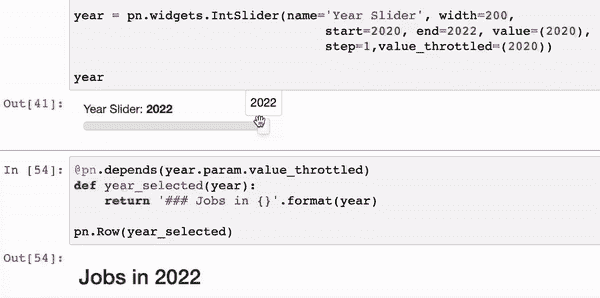 year = pn.widgets.IntSlider(name='Year Slider', width=200,
start=2020, end=2022, value=(2020),
step=1,value_throttled=(2020))
year
Out[41]:
Year Slider: 2022
2022
In [54]:
@pn.depends(year.param.value_throttled)
def year_selected(year):
return '### Jobs in {}'.format(year)
pn.Row(year_selected)
Out[54]:
Jobs in 2022